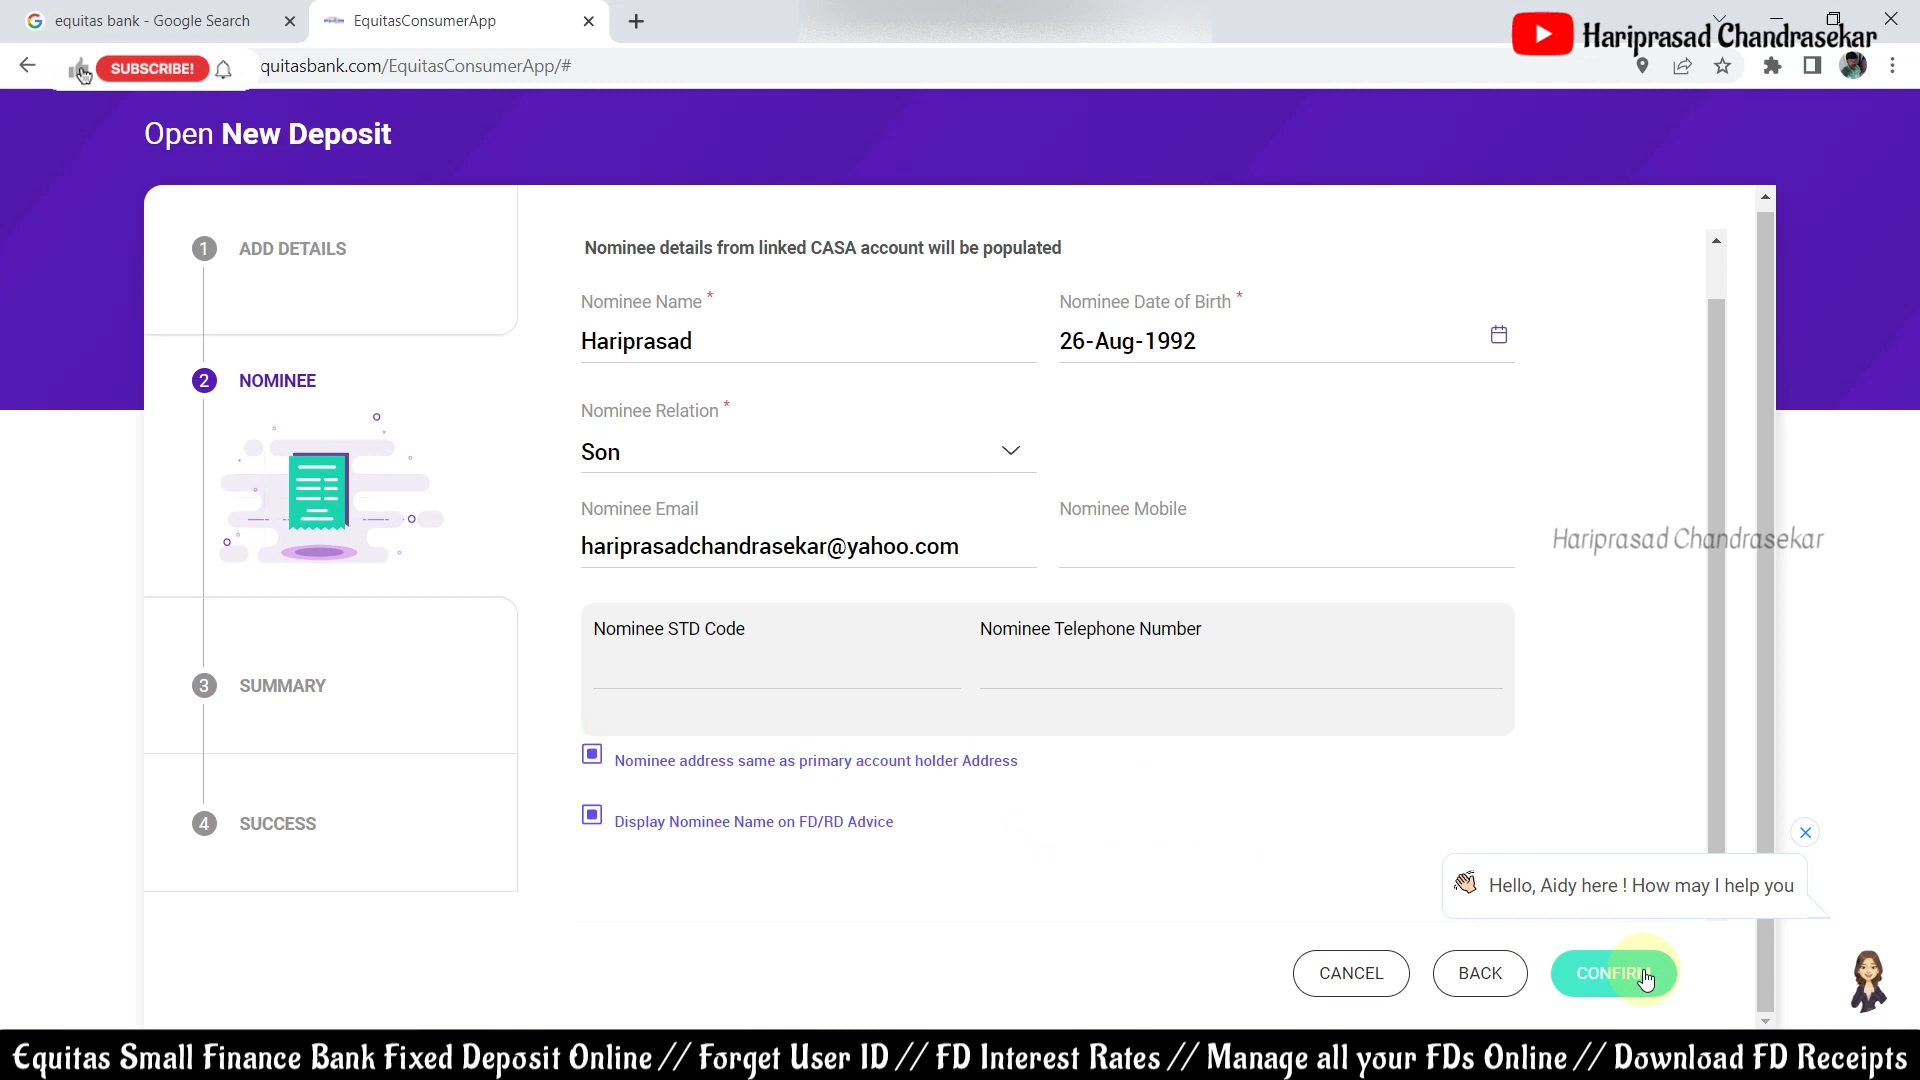 equitas bank - Google Search
EquitasConsumerApp
Hariprasad Chandrasekar
SUBSCRIBE!
quitasbank.com/EquitasConsumerApp/#
Open New Deposit
1 ADD DETAILS
2 NOMINEE
3 SUMMARY
4 SUCCESS
Nominee details from linked CASA account will be populated
Nominee Name *
Hariprasad
Nominee Date of Birth *
26-Aug-1992
Nominee Relation *
Son
Nominee Email
hariprasadchandrasekar@yahoo.com
Nominee Mobile
Hariprasad Chandrasekar
Nominee STD Code
Nominee Telephone Number
Nominee address same as primary account holder Address
Display Nominee Name on FD/RD Advice
Hello, Aidy here ! How may I help you
CANCEL
BACK
CONFIRM
Equitas Small Finance Bank Fixed Deposit Online // Forget User ID // FD Interest Rates // Manage all your FDs Online // Download FD Receipts